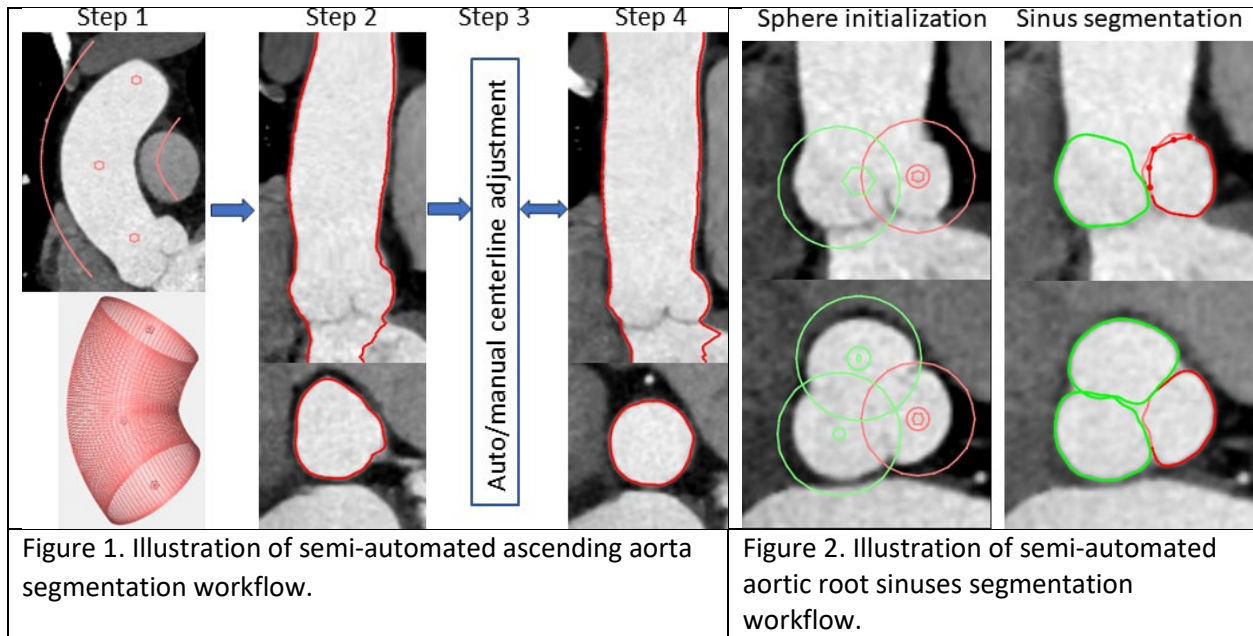 Step 1
Step 2
Step 3
Step 4
Auto/manual centerline adjustment
Figure 1. Illustration of semi-automated ascending aorta
segmentation workflow.
Sphere initialization
Sinus segmentation
Figure 2. Illustration of semi-automated
aortic root sinuses segmentation
workflow.